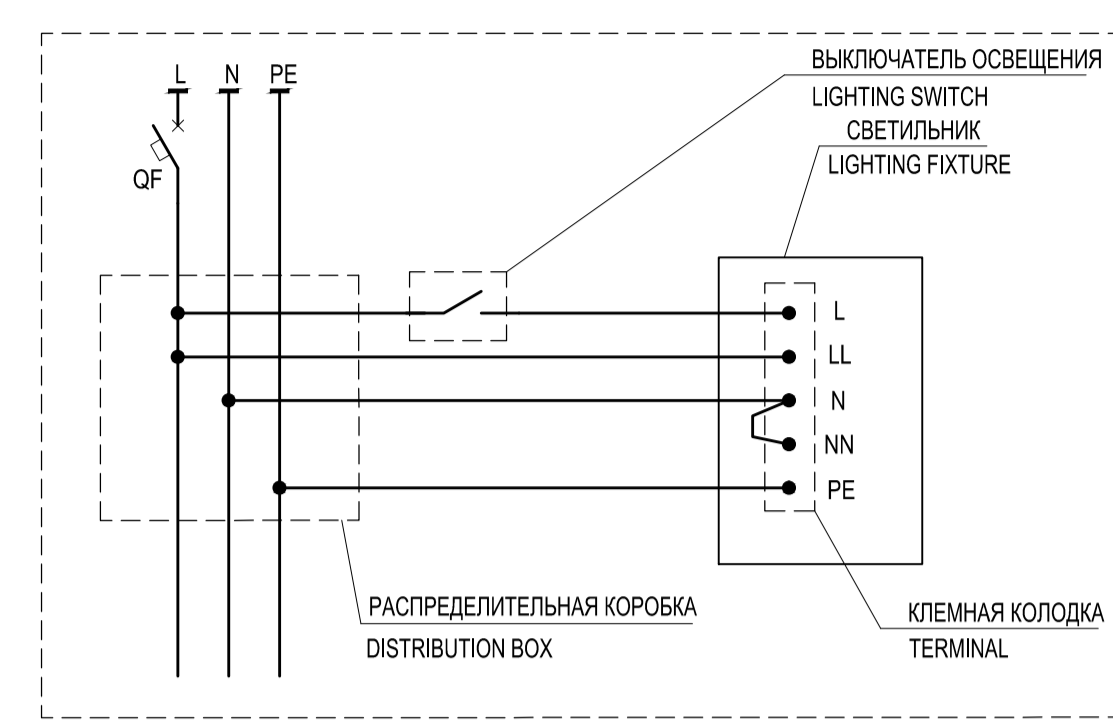 L N PE
QF
ВЫКЛЮЧАТЕЛЬ ОСВЕЩЕНИЯ
LIGHTING SWITCH
СВЕТИЛЬНИК
LIGHTING FIXTURE
L
LL
N
NN
PE
РАСПРЕДЕЛИТЕЛЬНАЯ КОРОБКА
DISTRIBUTION BOX
КЛЕМНАЯ КОЛОДКА
TERMINAL